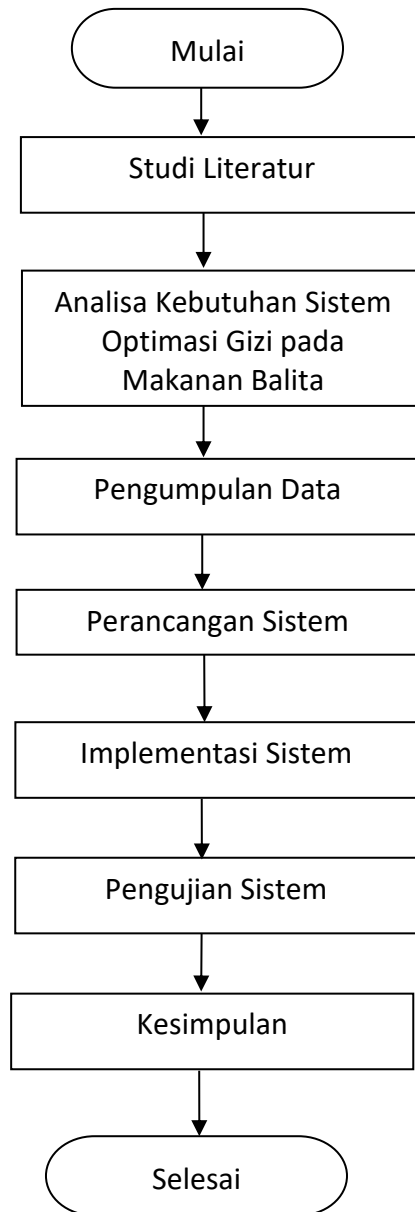 Mulai
Studi Literatur
Analisa Kebutuhan Sistem
Optimasi Gizi pada
Makanan Balita
Pengumpulan Data
Perancangan Sistem
Implementasi Sistem
Pengujian Sistem
Kesimpulan
Selesai